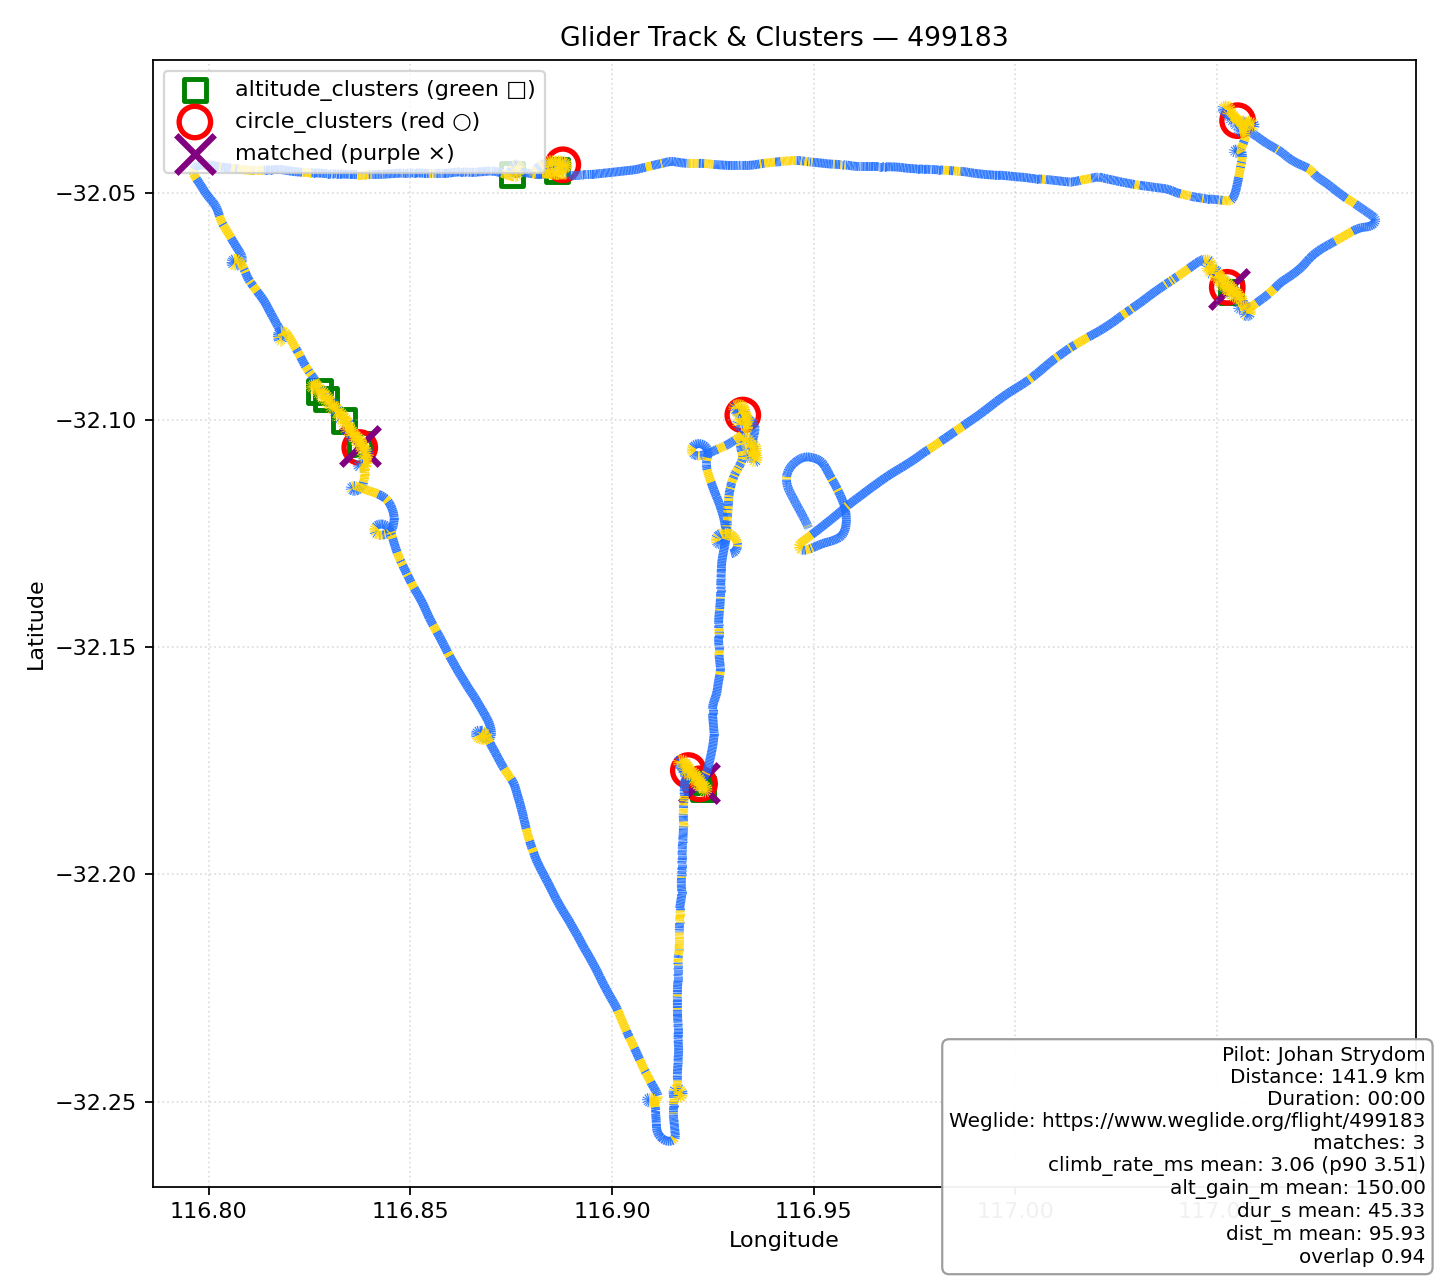 Glider Track & Clusters — 499183
altitude_clusters (green □)
circle_clusters (red ○)
matched (purple ×)
Latitude
−32.05
−32.10
−32.15
−32.20
−32.25
116.80
116.85
116.90
116.95
117.00
Longitude
Pilot: Johan Strydom
Distance: 141.9 km
Duration: 00:00
Weglide: https://www.weglide.org/flight/499183
matches: 3
climb_rate_ms mean: 3.06 (p90 3.51)
alt_gain_m mean: 150.00
dur_s mean: 45.33
dist_m mean: 95.93
overlap 0.94